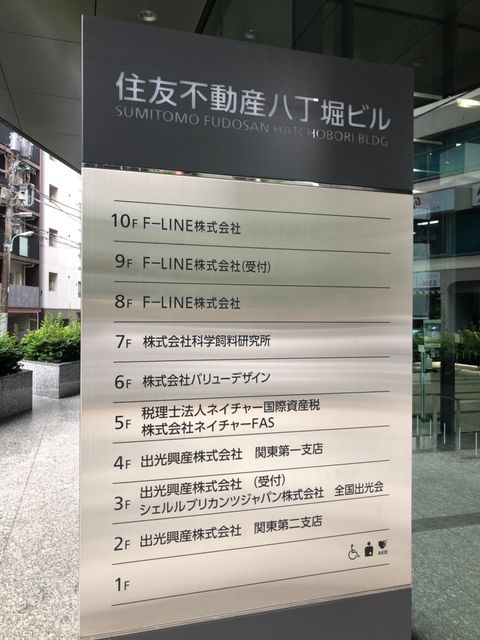 住友不動産八丁堀ビル
SUMITOMO FUDOSAN HATCHOBORI BLDG
10F F-LINE株式会社
9F F-LINE株式会社(受付)
8F F-LINE株式会社
7F 株式会社科学飼料研究所
6F 株式会社バリューデザイン
5F 税理士法人ネイチャー国際資産税
株式会社ネイチャーFAS
4F 出光興産株式会社 関東第一支店
3F 出光興産株式会社 (受付)
シェルルブリカンツジャパン株式会社 全国出光会
2F 出光興産株式会社 関東第二支店
AED
1F